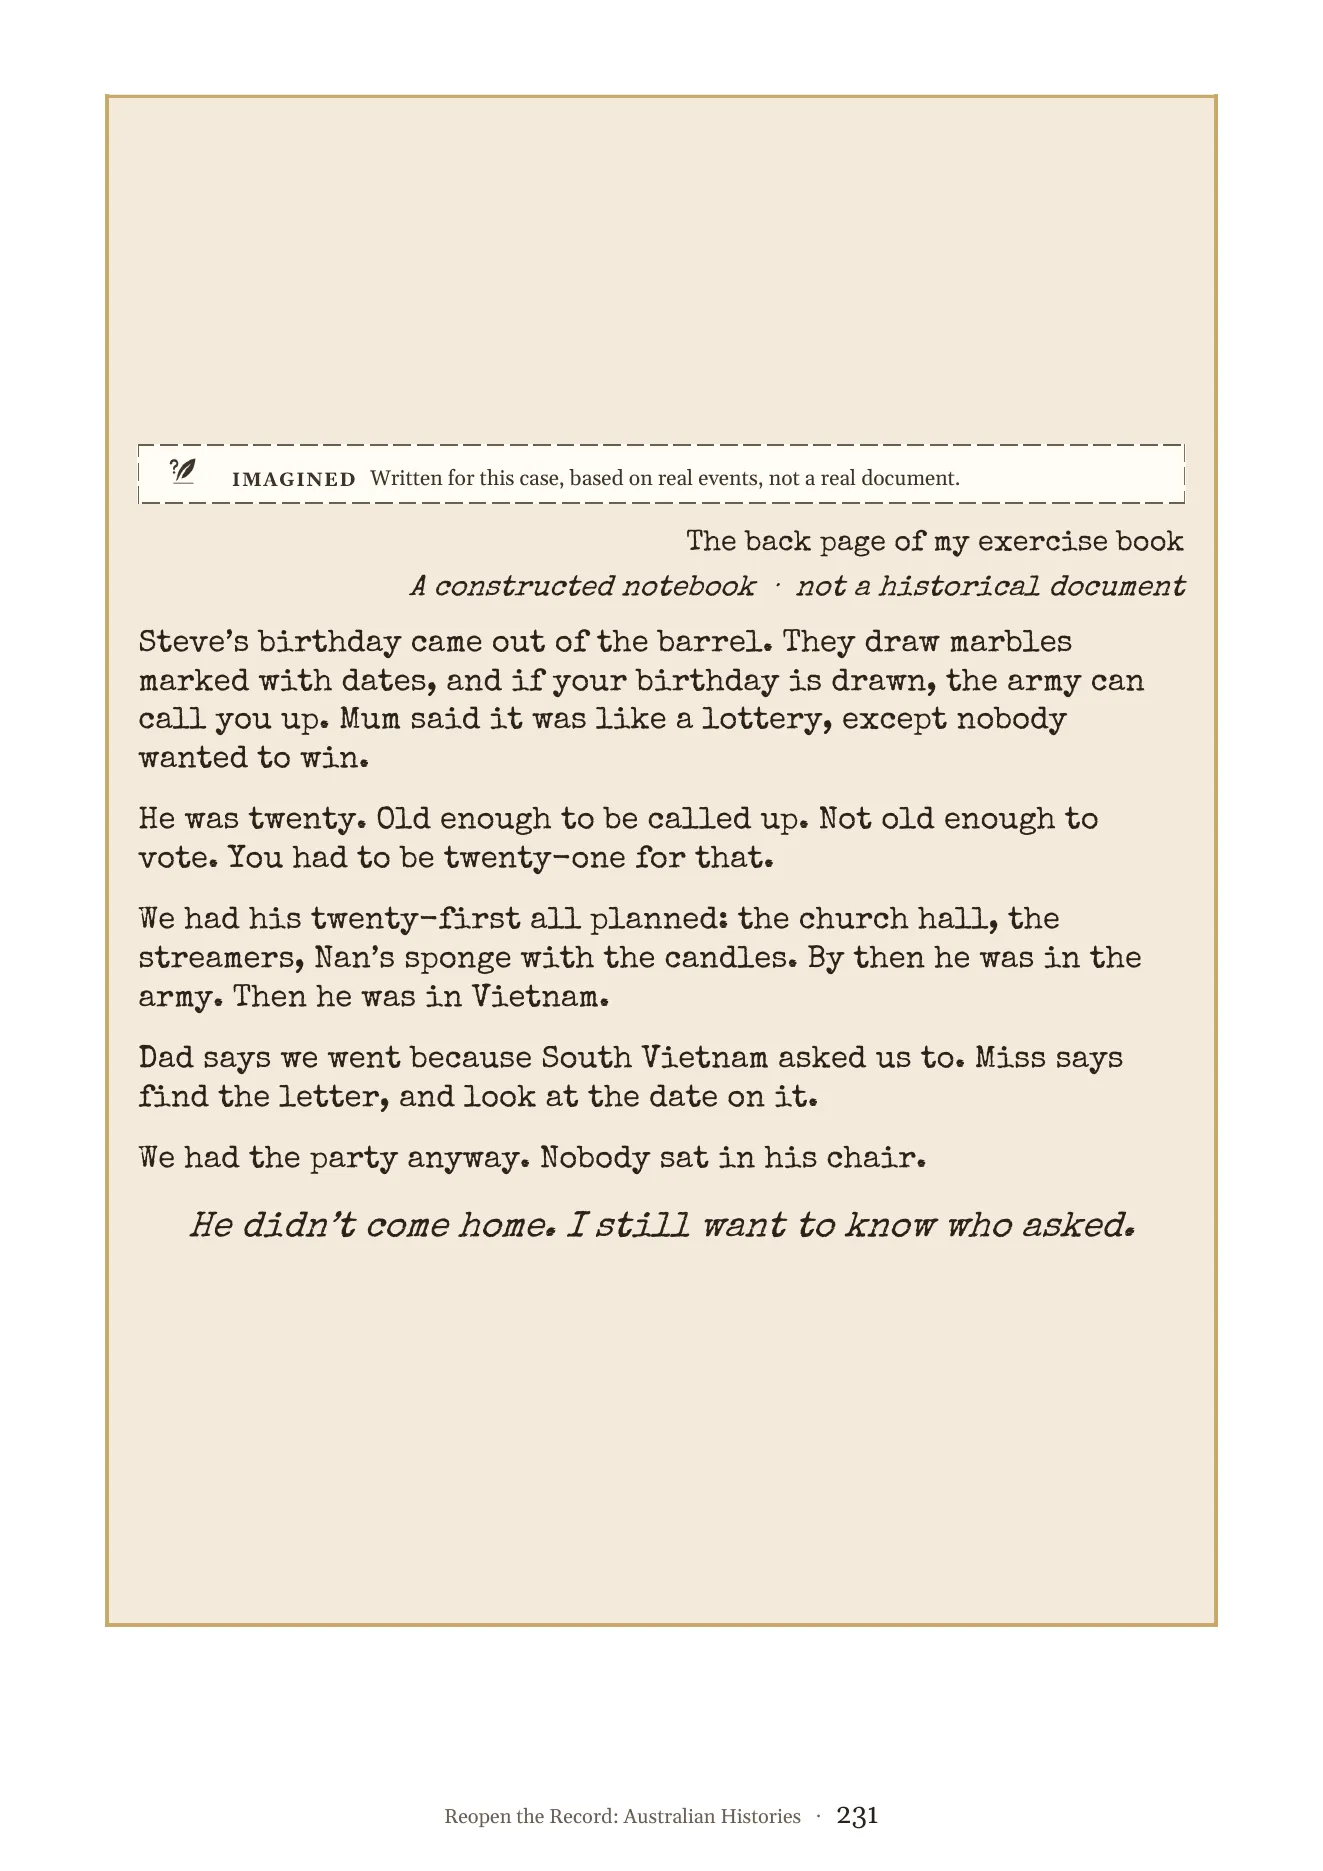 IMAGINED Written for this case, based on real events, not a real document.
The back page of my exercise book
A constructed notebook · not a historical document
Steve’s birthday came out of the barrel. They draw marbles
marked with dates, and if your birthday is drawn, the army can
call you up. Mum said it was like a lottery, except nobody
wanted to win.
He was twenty. Old enough to be called up. Not old enough to
vote. You had to be twenty-one for that.
We had his twenty-first all planned: the church hall, the
streamers, Nan’s sponge with the candles. By then he was in the
army. Then he was in Vietnam.
Dad says we went because South Vietnam asked us to. Miss says
find the letter, and look at the date on it.
We had the party anyway. Nobody sat in his chair.
He didn’t come home. I still want to know who asked.
Reopen the Record: Australian Histories · 231